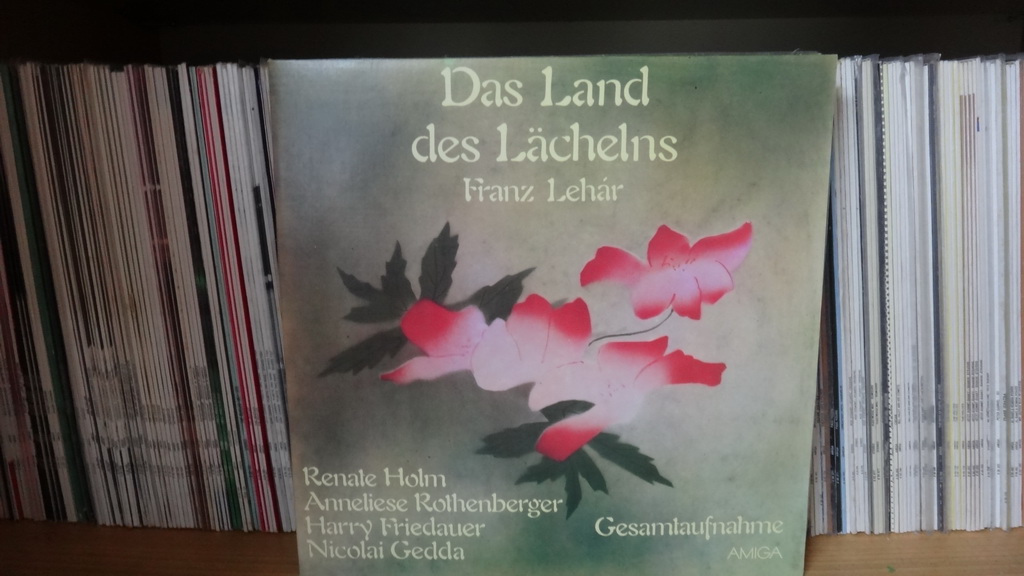 Das Land
des Lächelns
Franz Lehár
Renate Holm
Anneliese Rothenberger
Harry Friedauer
Nicolai Gedda
Gesamtaufnahme
AMIGA